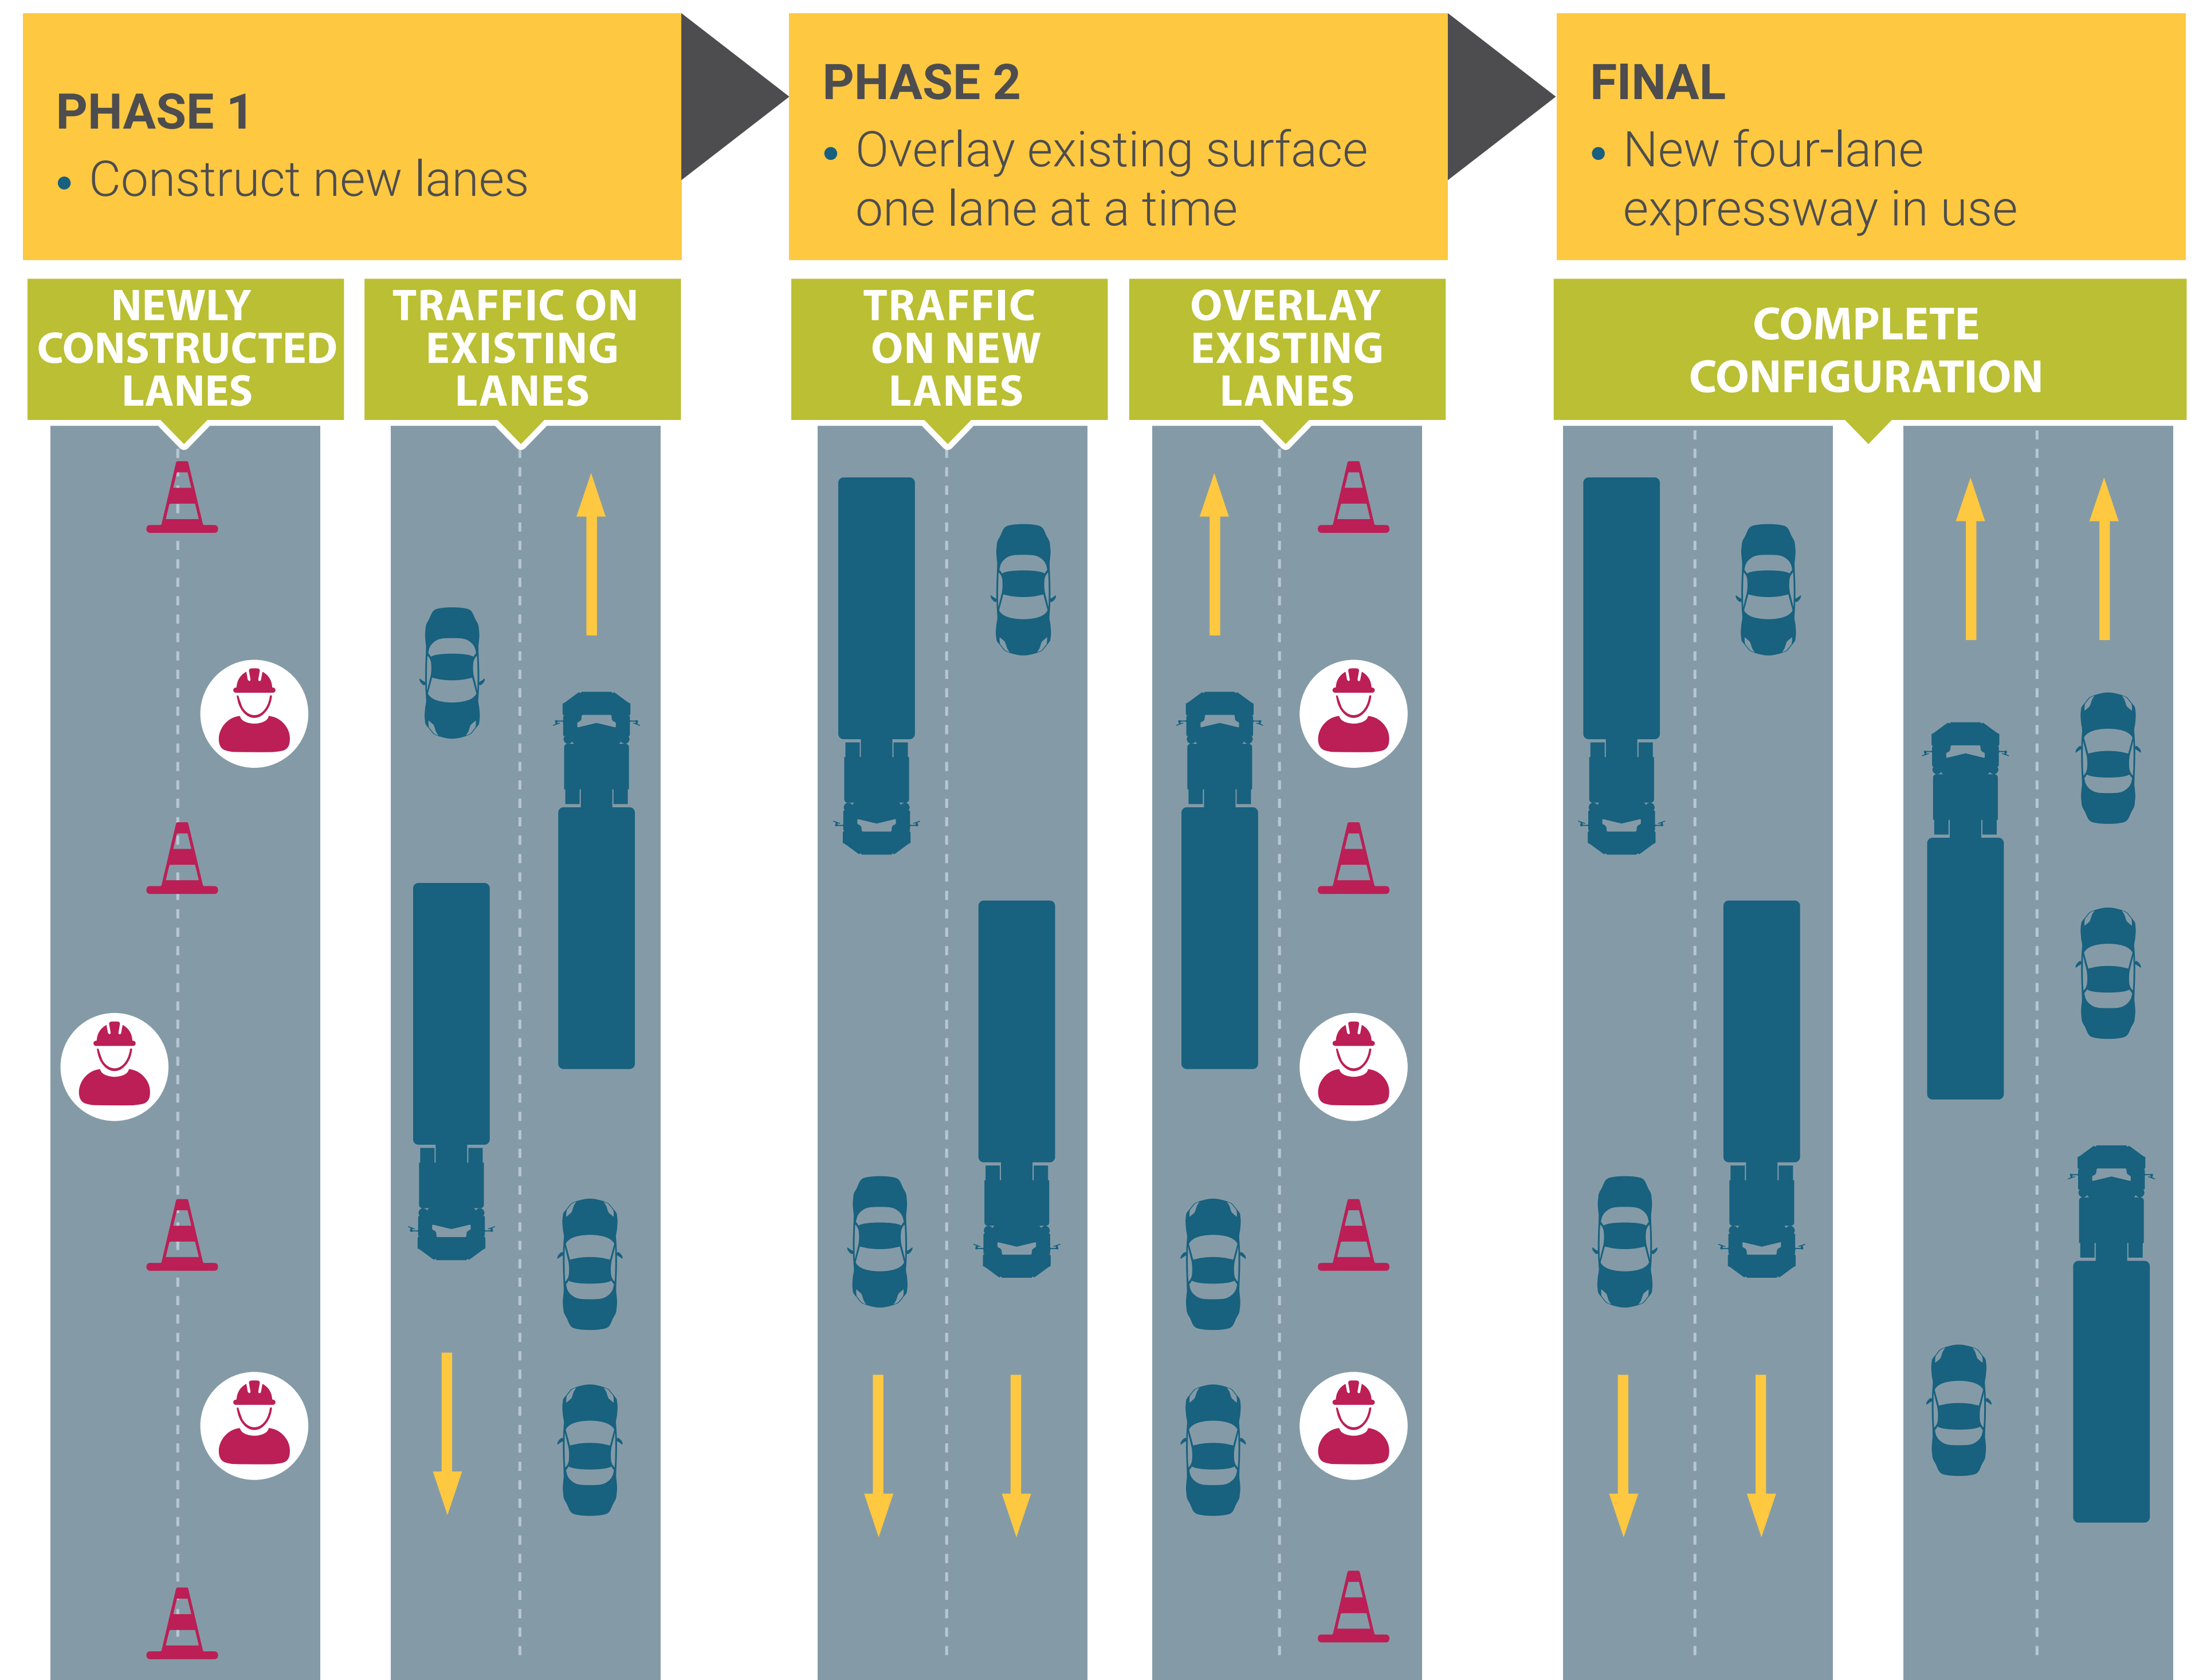 PHASE 1
• Construct new lanes
PHASE 2
• Overlay existing surface
one lane at a time
FINAL
• New four-lane
expressway in use
NEWLY
CONSTRUCTED
LANES
TRAFFIC ON
EXISTING
LANES
TRAFFIC
ON NEW
LANES
OVERLAY
EXISTING
LANES
COMPLETE
CONFIGURATION